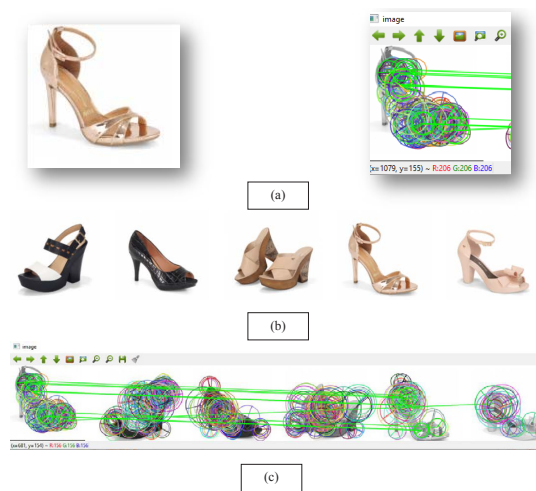 image
(x=1079, y=155) ~ R:206 G:206 B:206
(a)
(b)
image
(x=681, y=154) ~ R:156 G:156 B:156
(c)